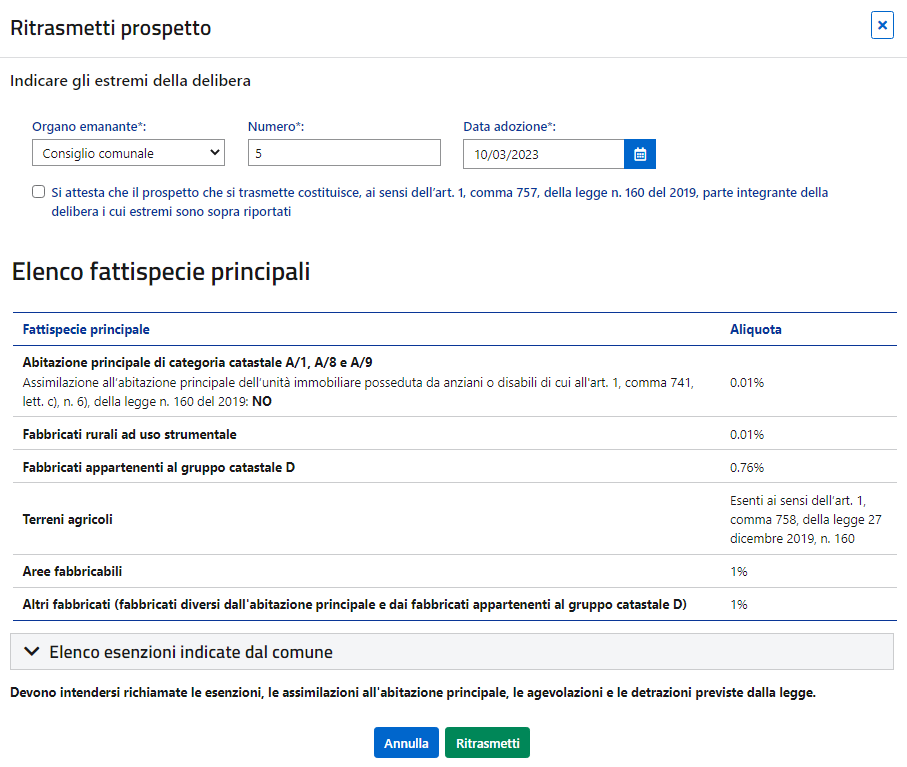 Ritrasmetti prospetto
Indicare gli estremi della delibera
Organo emanante*:
Numero*:
Data adozione*:
Consiglio comunale
5
10/03/2023
Si attesta che il prospetto che si trasmette costituisce, ai sensi dell'art. 1, comma 757, della legge n. 160 del 2019, parte integrante della
delibera i cui estremi sono sopra riportati
Elenco fattispecie principali
Fattispecie principale
Aliquota
Abitazione principale di categoria catastale A/1, A/8 e A/9
Assimilazione all'abitazione principale dell'unità immobiliare posseduta da anziani o disabili di cui all'art. 1, comma 741,
lett. c), n. 6), della legge n. 160 del 2019: NO
0.01%
Fabbricati rurali ad uso strumentale
0.01%
Fabbricati appartenenti al gruppo catastale D
0.76%
Terreni agricoli
Esenti ai sensi dell'art. 1,
comma 758, della legge 27
dicembre 2019, n. 160
Aree fabbricabili
1%
Altri fabbricati (fabbricati diversi dall'abitazione principale e dai fabbricati appartenenti al gruppo catastale D)
1%
Elenco esenzioni indicate dal comune
Devono intendersi richiamate le esenzioni, le assimilazioni all'abitazione principale, le agevolazioni e le detrazioni previste dalla legge.
Annulla
Ritrasmetti